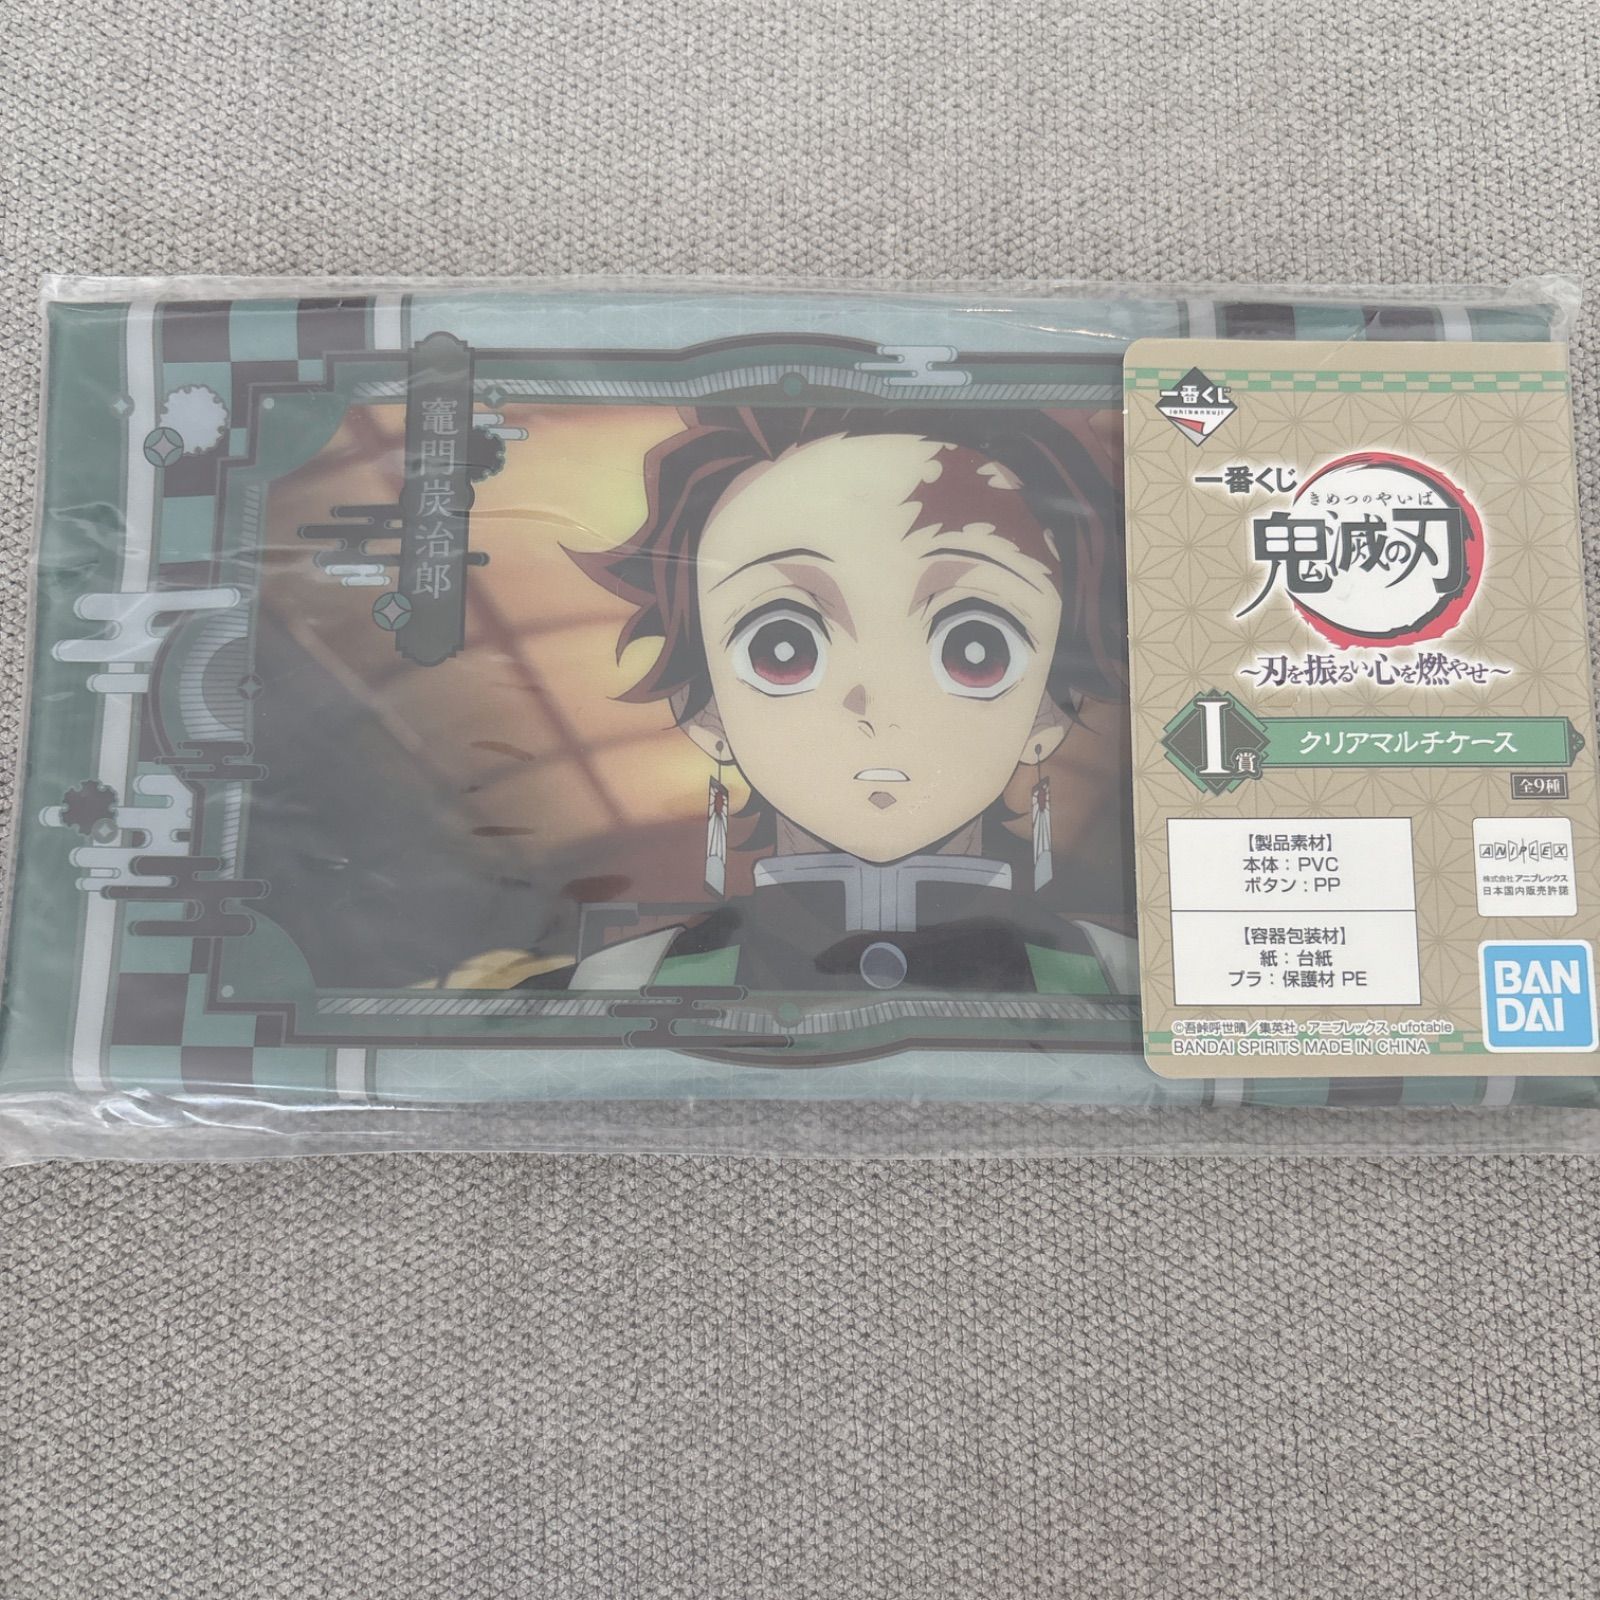 竈門炭治郎
一番くじ
ichibankuji
一番くじ
きめつのやいば
鬼滅の刃
～刃を振るい心を燃やせ～
I賞
クリアマルチケース
全9種
【製品素材】
本体：PVC
ボタン：PP
【容器包装材】
紙：台紙
プラ：保護材 PE
ANIPLEX
株式会社 アニプレックス
日本国内販売許諾
BAN
DAI
©吾峠呼世晴／集英社・アニプレックス・ufotable
BANDAI SPIRITS MADE IN CHINA